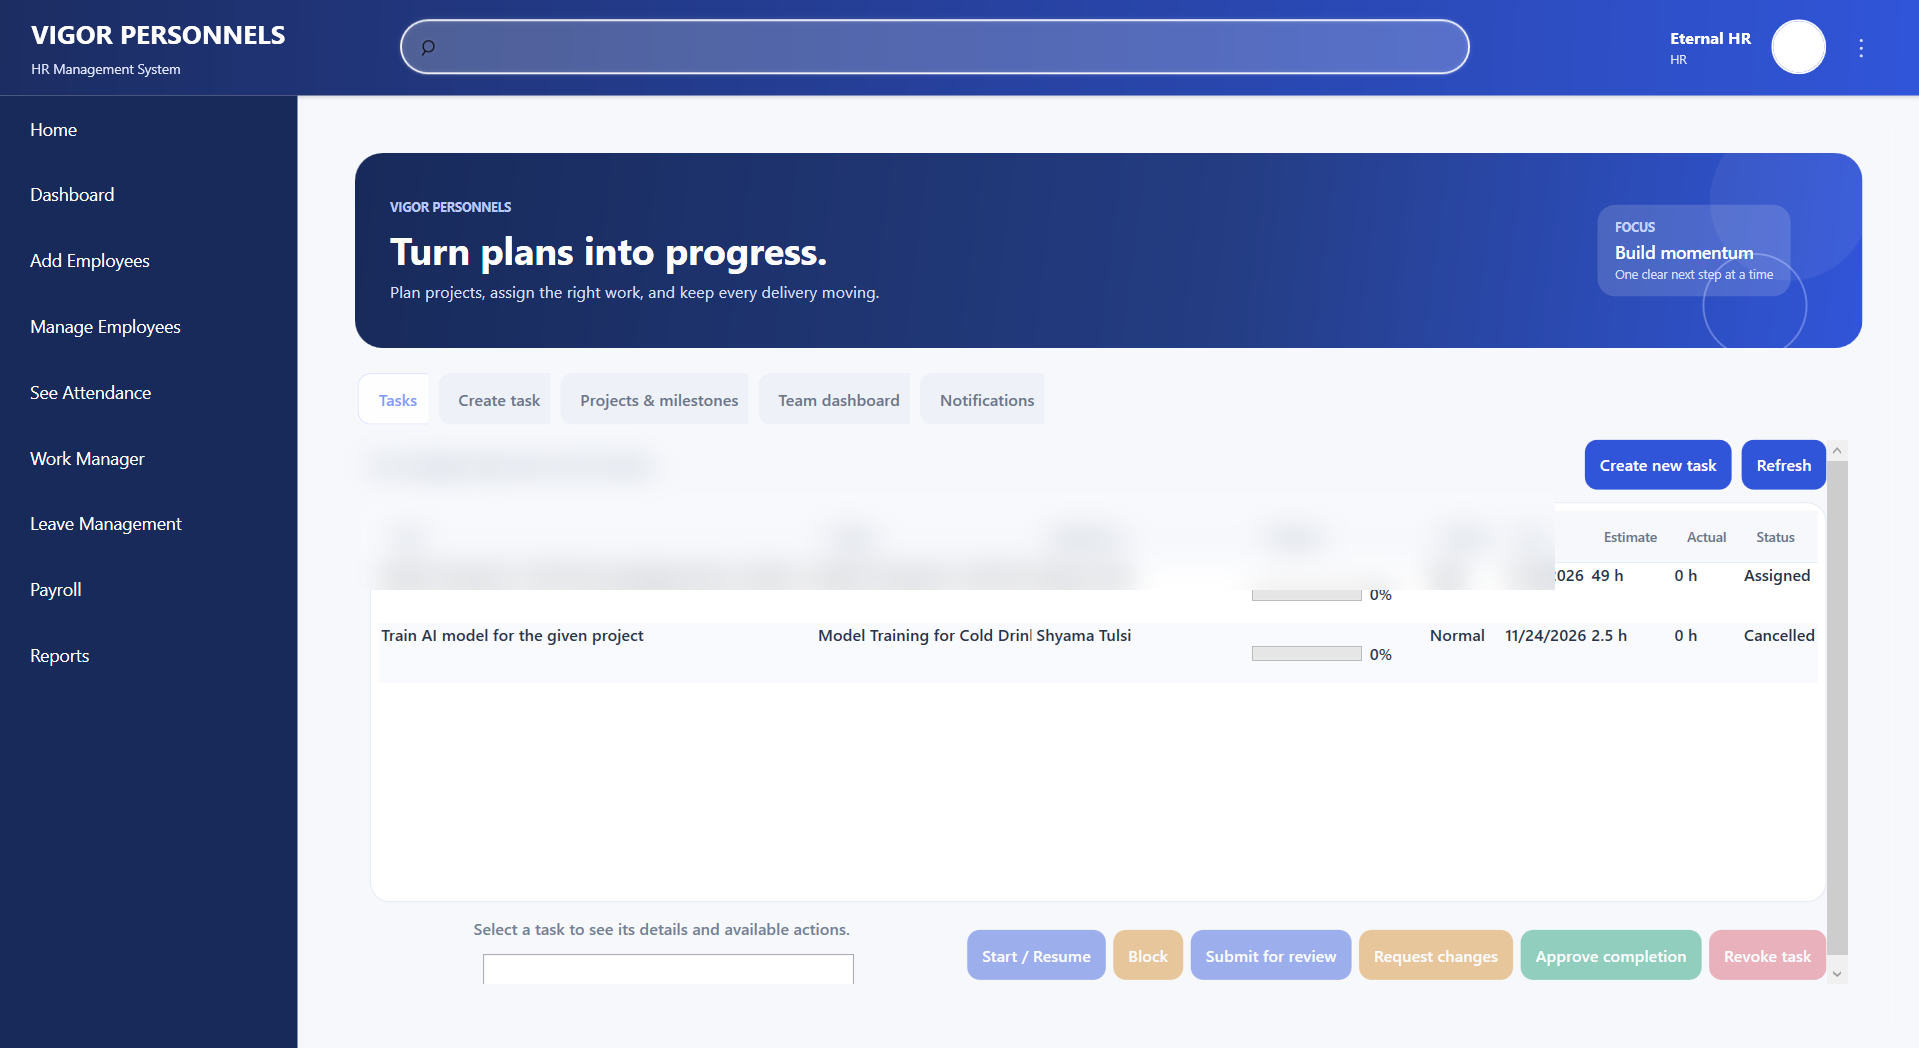 VIGOR PERSONNELS
HR Management System
Eternal HR
HR
Home
Dashboard
Add Employees
Manage Employees
See Attendance
Work Manager
Leave Management
Payroll
Reports
VIGOR PERSONNELS
Turn plans into progress.
Plan projects, assign the right work, and keep every delivery moving.
FOCUS
Build momentum
One clear next step at a time
Tasks Create task Projects & milestones Team dashboard Notifications
Create new task Refresh
Estimate Actual Status
2026 49 h 0 h Assigned
0%
Train AI model for the given project Model Training for Cold Drin Shyama Tulsi Normal 11/24/2026 2.5 h 0 h Cancelled
0%
Select a task to see its details and available actions.
Start / Resume Block Submit for review Request changes Approve completion Revoke task